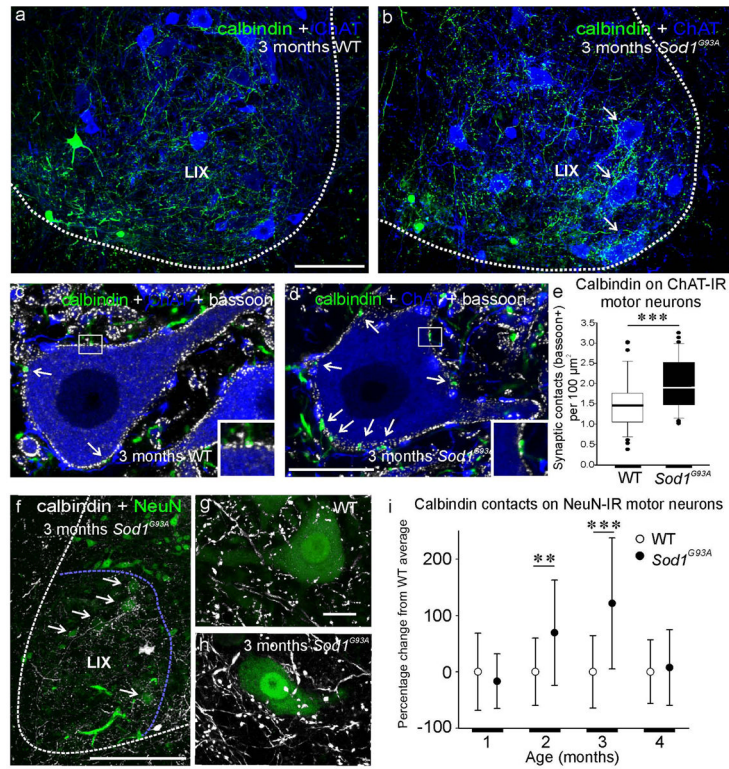 a
calbindin + ChAT
3 months WT
LIX
b
calbindin + ChAT
3 months Sod1G93A
LIX
c
calbindin + ChAT + bassoon
3 months WT
d
calbindin + ChAT + bassoon
3 months Sod1G93A
e
Calbindin on ChAT-IR
motor neurons
***
Synaptic contacts (bassoon+)
per 100 µm2
3.5
3.0
2.5
2.0
1.5
1.0
0.5
0.0
WT
Sod1G93A
f
calbindin + NeuN
3 months Sod1G93A
LIX
g
WT
h
3 months Sod1G93A
i
Calbindin contacts on NeuN-IR motor neurons
Percentage change from WT average
200
100
0
-100
**
***
WT
Sod1G93A
1
2
3
4
Age (months)